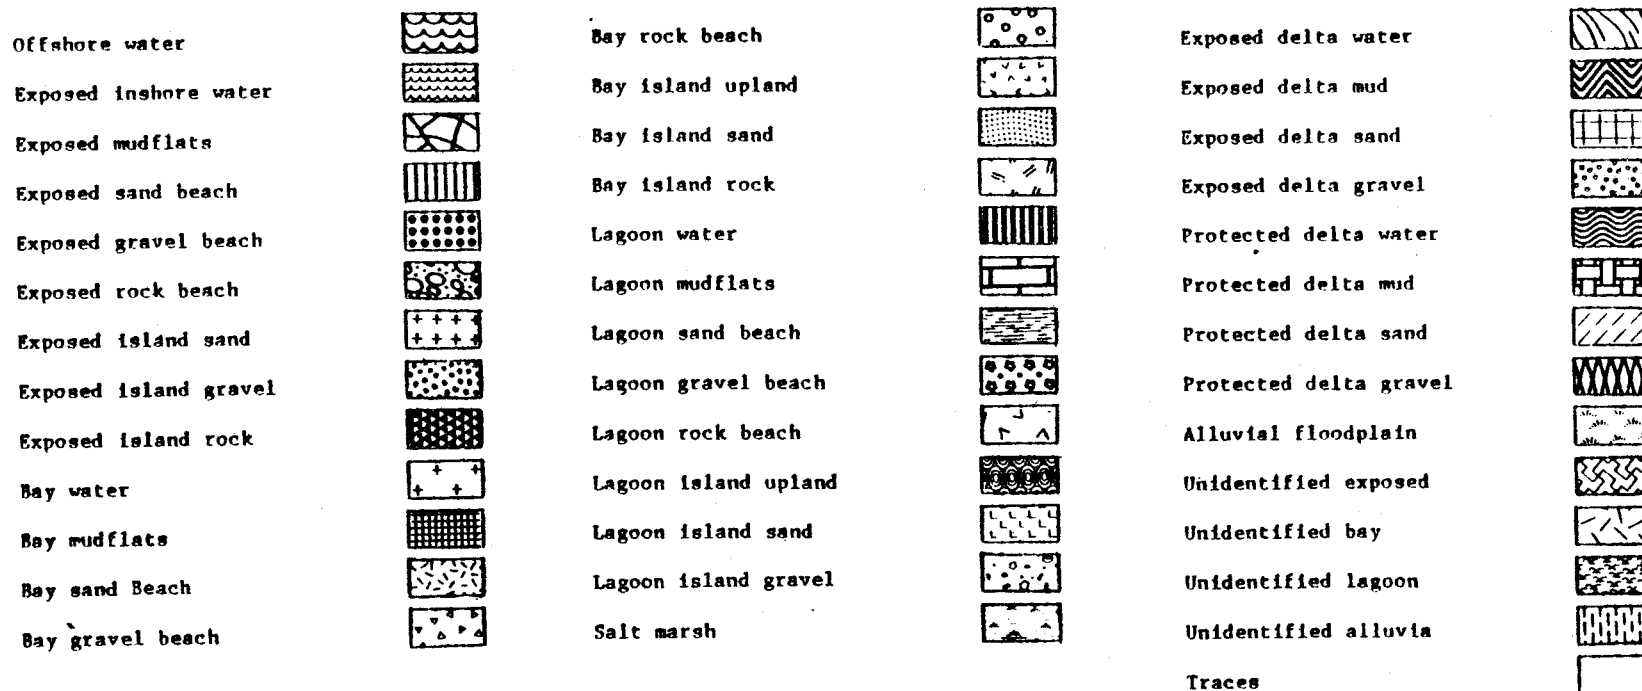 Offshore water
Exposed inshore water
Exposed mudflats
Exposed sand beach
Exposed gravel beach
Exposed rock beach
Exposed island sand
Exposed island gravel
Exposed island rock
Bay water
Bay mudflats
Bay sand Beach
Bay gravel beach
Bay rock beach
Bay island upland
Bay island sand
Bay island rock
Lagoon water
Lagoon mudflats
Lagoon sand beach
Lagoon gravel beach
Lagoon rock beach
Lagoon island upland
Lagoon island sand
Lagoon island gravel
Salt marsh
Exposed delta water
Exposed delta mud
Exposed delta sand
Exposed delta gravel
Protected delta water
Protected delta mud
Protected delta sand
Protected delta gravel
Alluvial floodplain
Unidentified exposed
Unidentified bay
Unidentified lagoon
Unidentified alluvia
Traces